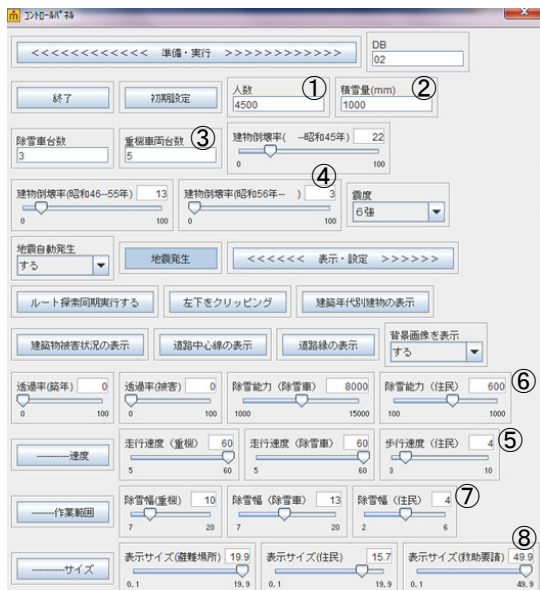 コントロールパネル
<<<<<<<<<<<< 準備・実行 >>>>>>>>>>>>
DB
02
終了
初期設定
人数 ①
4500
積雪量(mm) ②
1000
除雪車台数
3
重機車両台数 ③
5
建物倒壊率( --昭和45年) 22
0 100
建物倒壊率(昭和46--55年) 13
0 100
④
建物倒壊率(昭和56年-- ) 3
0 100
震度
6強
地震自動発生
する
地震発生
<<<<<< 表示・設定 >>>>>>
ルート探索同期実行する
左下をクリッピング
建築年代別建物の表示
建築物被害状況の表示
道路中心線の表示
道路縁の表示
背景画像を表示
する
透過率(築年) 0
0 100
透過率(被害) 0
0 100
除雪能力〈除雪車〉 8000
1000 15000
除雪能力〈住民〉 600 ⑥
100 1000
----------速度
走行速度〈重機〉 60
5 60
走行速度〈除雪車〉 60
5 60
歩行速度〈住民〉 4 ⑤
3 10
----------作業範囲
除雪幅(重機) 10
7 20
除雪幅〈除雪車〉 13
7 20
除雪幅〈住民〉 4 ⑦
2 6
⑧
----------サイズ
表示サイズ(避難場所) 19.9
0.1 19.9
表示サイズ(住民) 15.7
0.1 19.9
表示サイズ(救助要請) 49.9
0.1 49.9